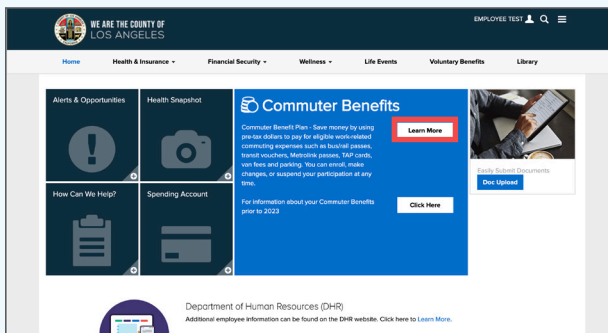 WE ARE THE COUNTY OF
LOS ANGELES
EMPLOYEE TEST
Home
Health & Insurance
Financial Security
Wellness
Life Events
Voluntary Benefits
Library
Alerts & Opportunities
Health Snapshot
How Can We Help?
Spending Account
Commuter Benefits
Commuter Benefit Plan - Save money by using
pre-tax dollars to pay for eligible work-related
commuting expenses such as bus/rail passes,
transit vouchers, Metrolink passes, TAP cards,
van fees and parking. You can enroll, make
changes, or suspend your participation at any
time.
Learn More
For information about your Commuter Benefits
prior to 2023
Click Here
Easily Submit Documents
Doc Upload
Department of Human Resources (DHR)
Additional employee information can be found on the DHR website. Click here to Learn More.